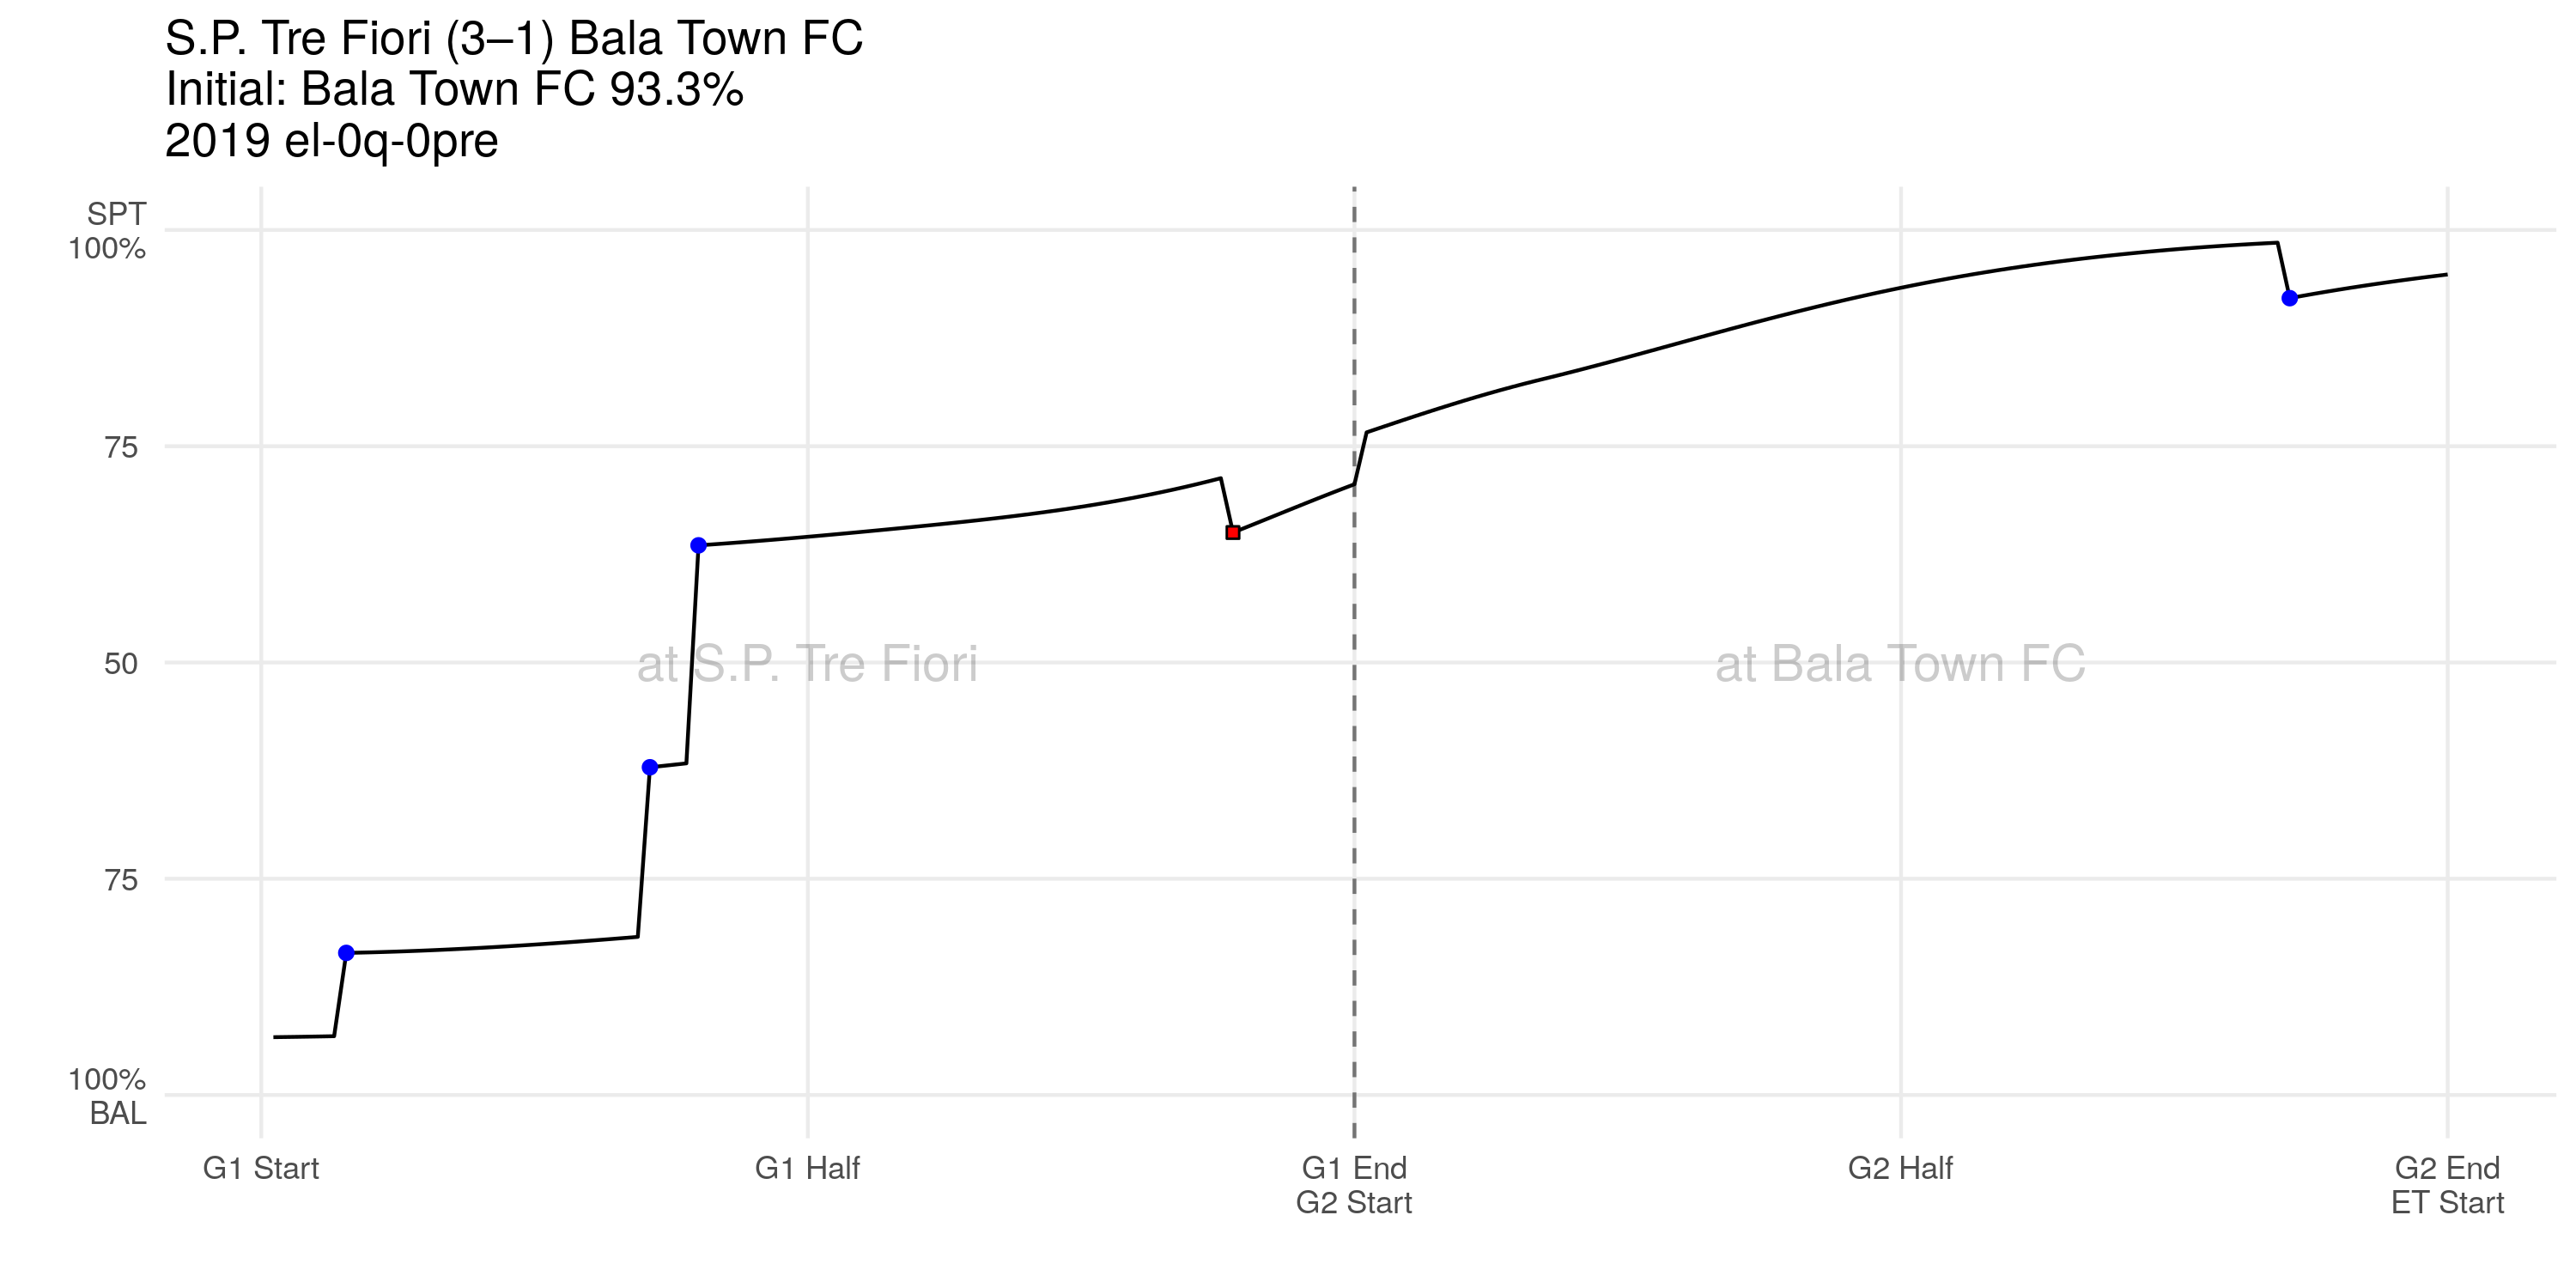 S.P. Tre Fiori (3–1) Bala Town FC
Initial: Bala Town FC 93.3%
2019 el-0q-0pre
SPT
100%
75
50
75
100%
BAL
at S.P. Tre Fiori
at Bala Town FC
G1 Start
G1 Half
G1 End
G2 Start
G2 Half
G2 End
ET Start